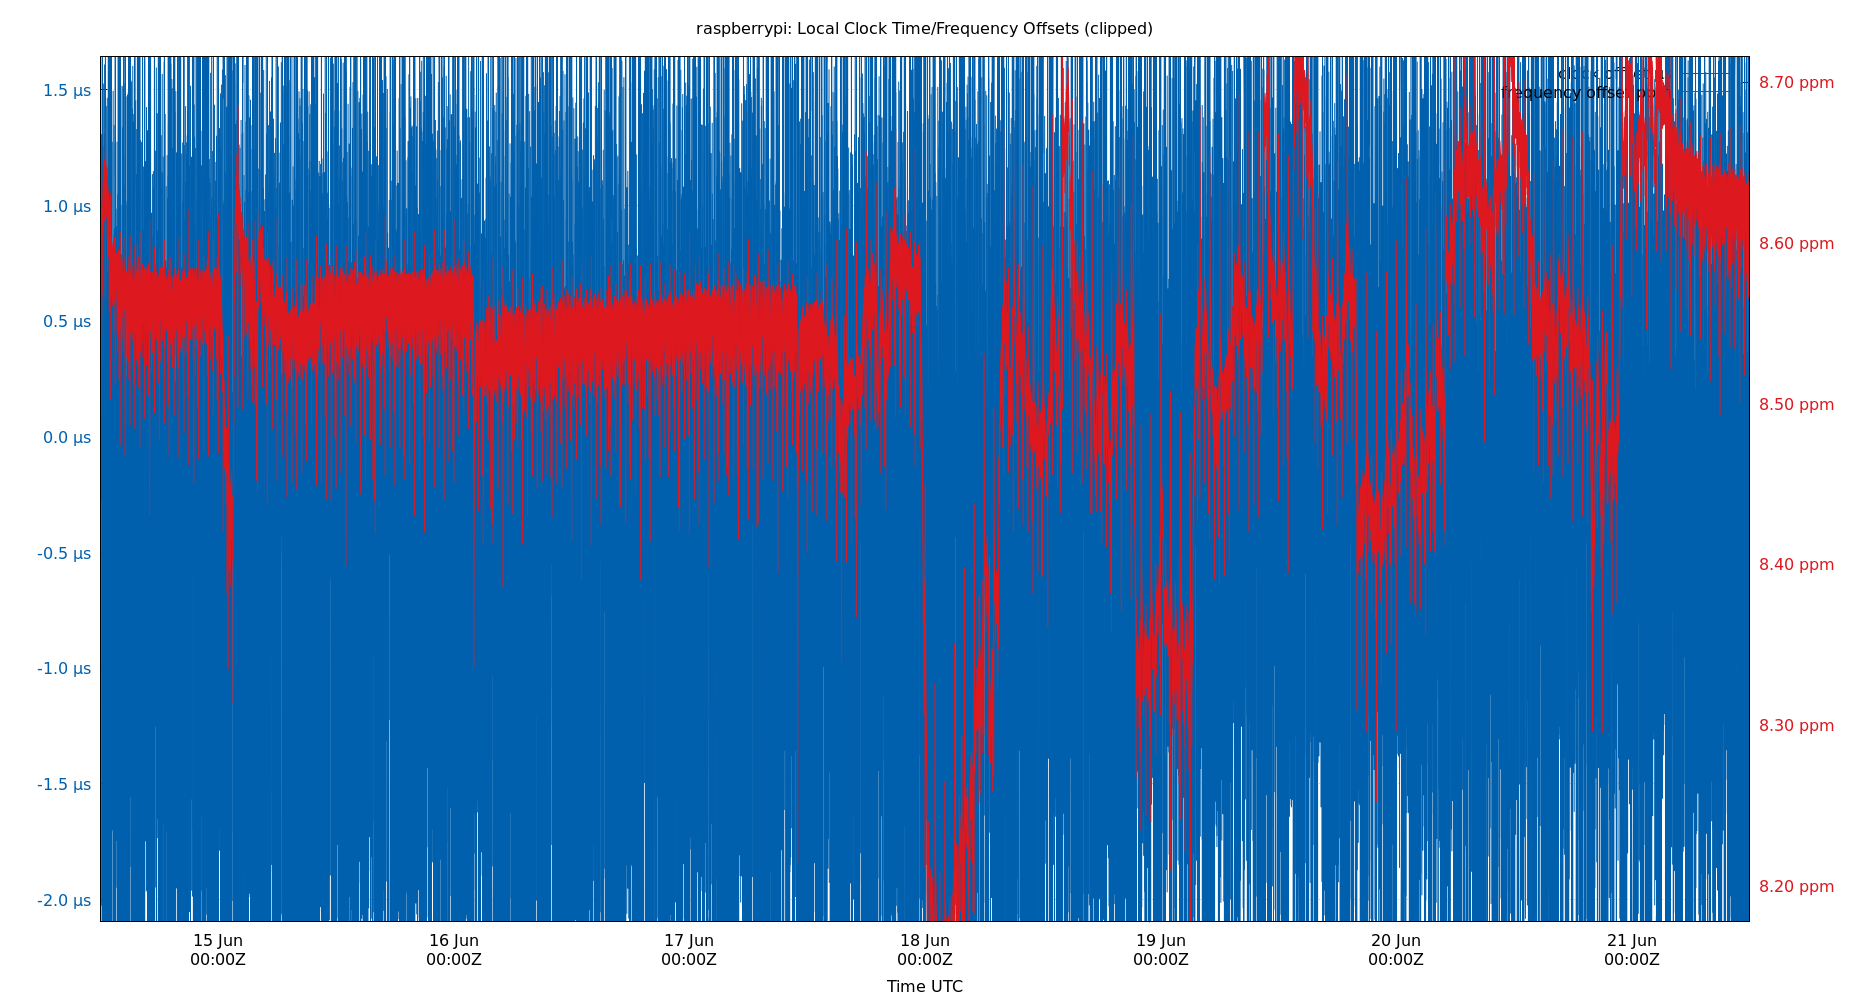 raspberrypi: Local Clock Time/Frequency Offsets (clipped)
1.5 µs
1.0 µs
0.5 µs
0.0 µs
-0.5 µs
-1.0 µs
-1.5 µs
-2.0 µs
clock offset
frequency offset
8.70 ppm
8.60 ppm
8.50 ppm
8.40 ppm
8.30 ppm
8.20 ppm
15 Jun 16 Jun 17 Jun 18 Jun 19 Jun 20 Jun 21 Jun
00:00Z 00:00Z 00:00Z 00:00Z 00:00Z 00:00Z 00:00Z
Time UTC